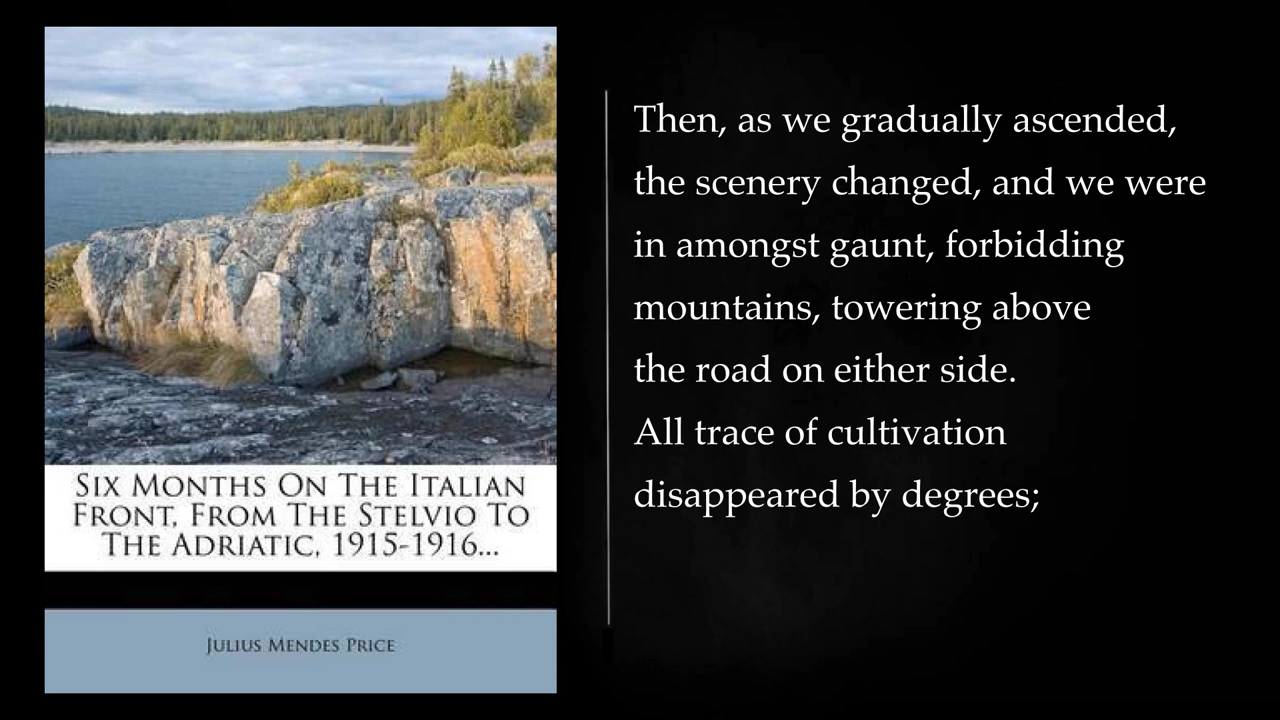 Six Months On The Italian
Front, From The Stelvio To
The Adriatic, 1915-1916...
Julius Mendes Price
Then, as we gradually ascended,
the scenery changed, and we were
in amongst gaunt, forbidding
mountains, towering above
the road on either side.
All trace of cultivation
disappeared by degrees;